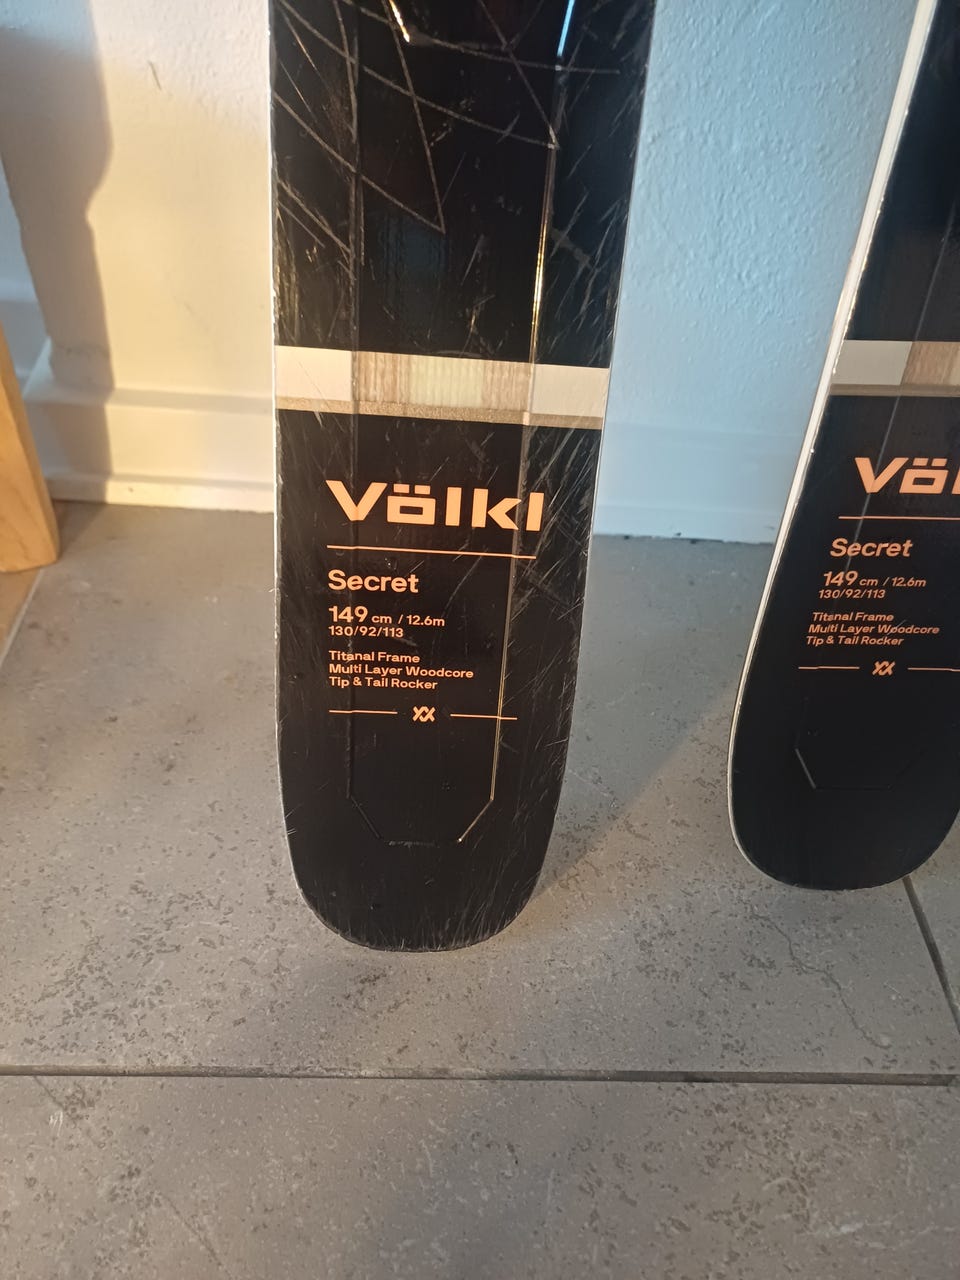 Völkl
Secret
149 cm / 12.6m
130/92/113
Titanal Frame
Multi Layer Woodcore
Tip & Tail Rocker
Völ
Secret
149 cm / 12.6m
130/92/113
Titanal Frame
Multi Layer Woodcore
Tip & Tail Rocker